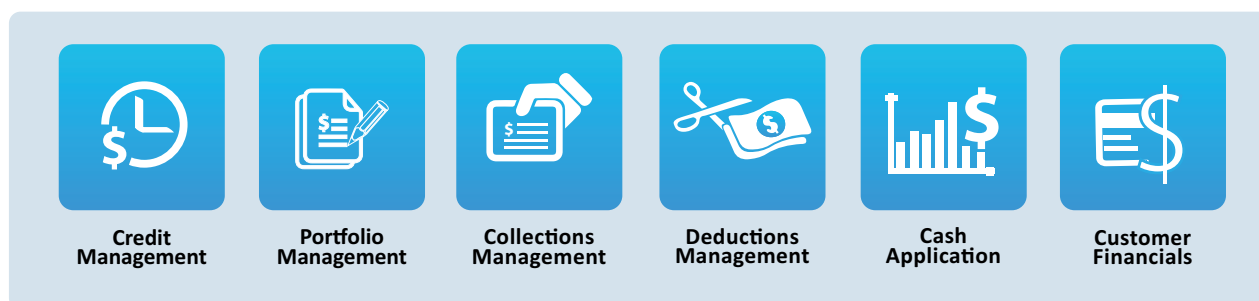 Credit
Management
Portfolio
Management
Collections
Management
Deductions
Management
Cash
Application
Customer
Financials